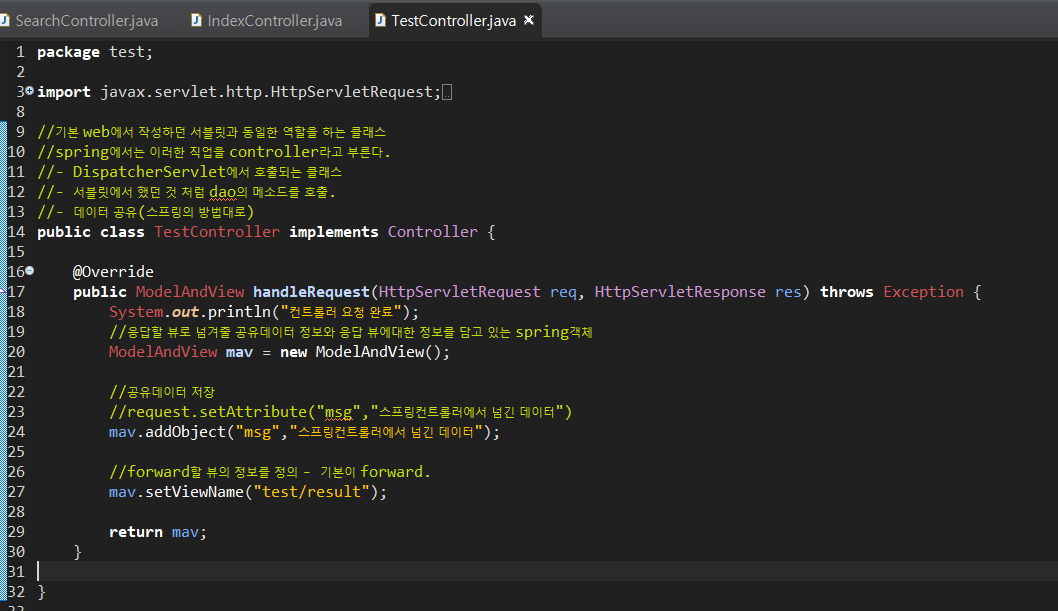 SearchController.java IndexController.java TestController.java
1 package test;
2
3 import javax.servlet.http.HttpServletRequest;
8
9 //기본 web에서 작성하던 서블릿과 동일한 역할을 하는 클래스
10 //spring에서는 이러한 직업을 controller라고 부른다.
11 //- DispatcherServlet에서 호출되는 클래스
12 //- 서블릿에서 했던 것 처럼 dao의 메소드를 호출.
13 //- 데이터 공유(스프링의 방법대로)
14 public class TestController implements Controller {
15
16 @Override
17 public ModelAndView handleRequest(HttpServletRequest req, HttpServletResponse res) throws Exception {
18 System.out.println("컨트롤러 요청 완료");
19 //응답할 뷰로 넘겨줄 공유데이터 정보와 응답 뷰에대한 정보를 담고 있는 spring객체
20 ModelAndView mav = new ModelAndView();
21
22 //공유데이터 저장
23 //request.setAttribute("msg","스프링컨트롤러에서 넘긴 데이터")
24 mav.addObject("msg","스프링컨트롤러에서 넘긴 데이터");
25
26 //forward할 뷰의 정보를 정의 - 기본이 forward.
27 mav.setViewName("test/result");
28
29 return mav;
30 }
31
32 }
33